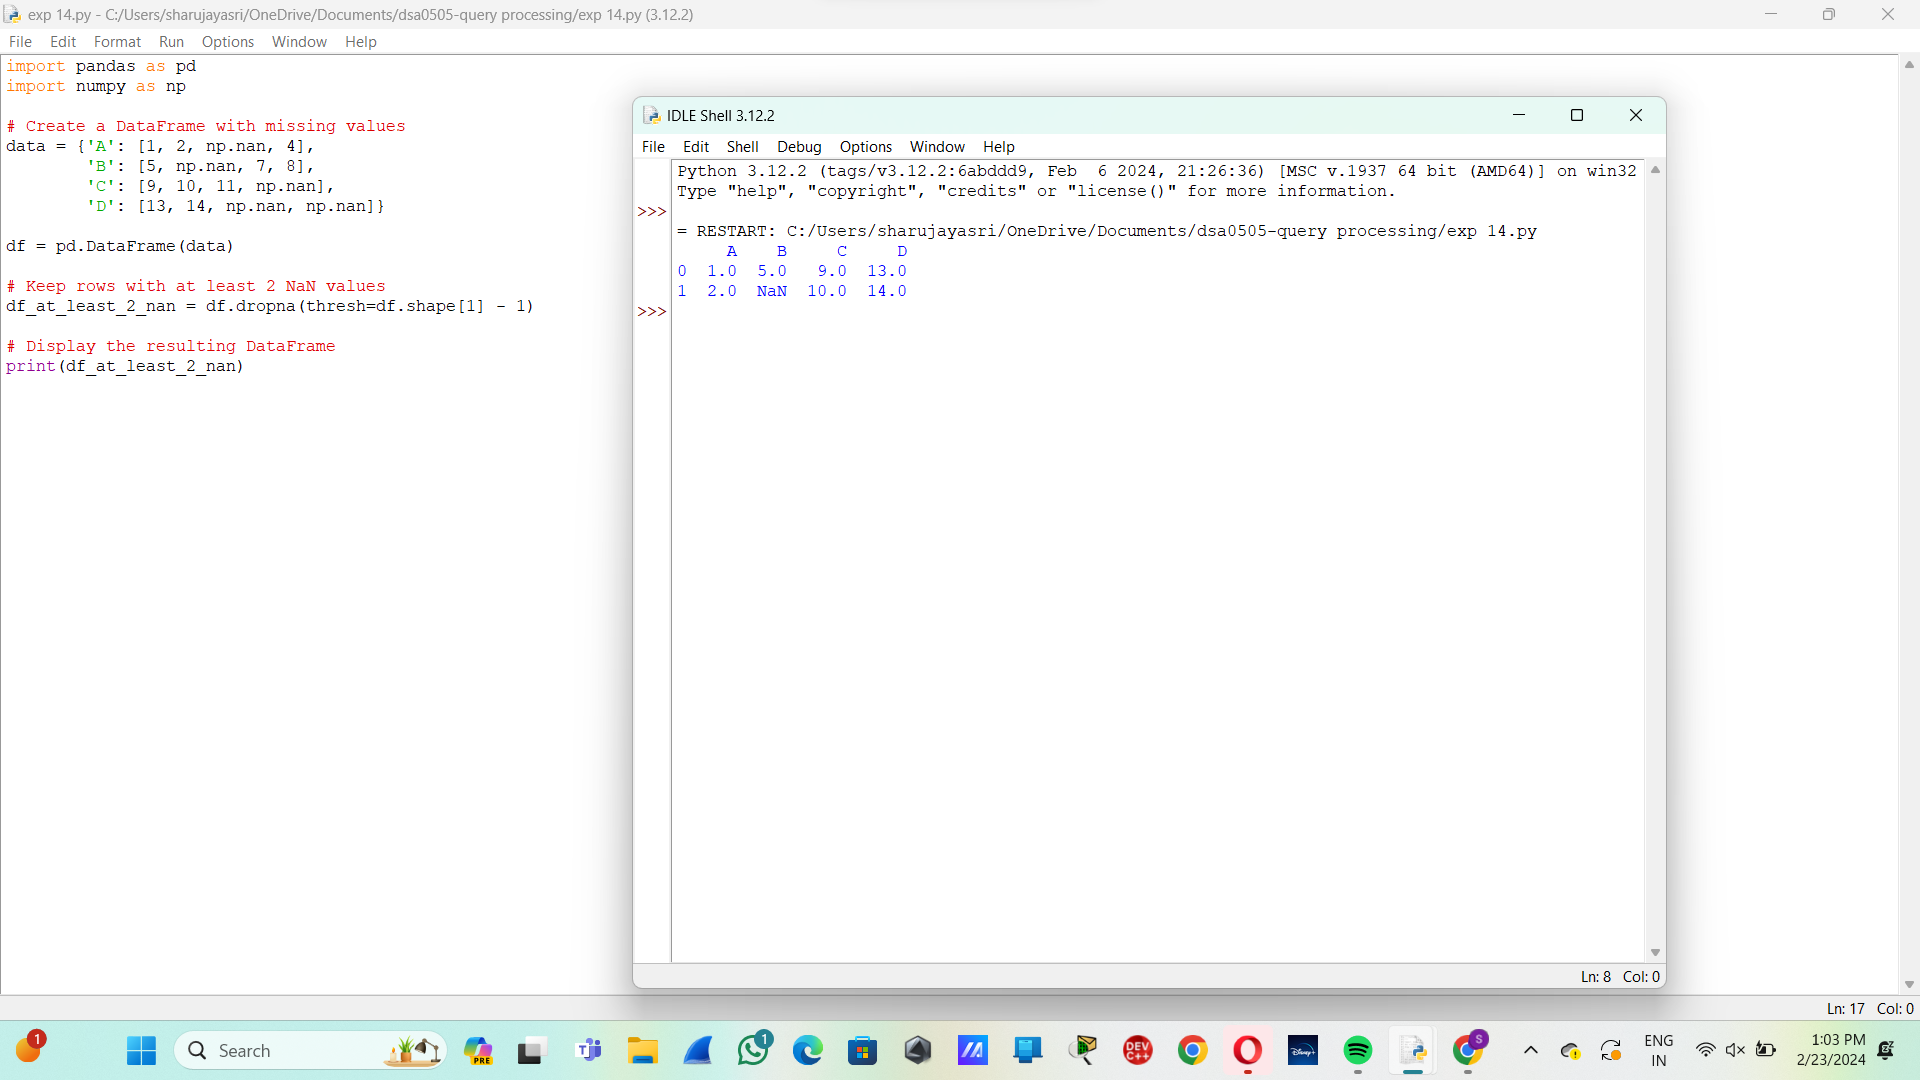 exp 14.py - C:/Users/sharujayasri/OneDrive/Documents/dsa0505-query processing/exp 14.py (3.12.2)
File Edit Format Run Options Window Help
import pandas as pd
import numpy as np
# Create a DataFrame with missing values
data = {'A': [1, 2, np.nan, 4],
'B': [5, np.nan, 7, 8],
'C': [9, 10, 11, np.nan],
'D': [13, 14, np.nan, np.nan]}
df = pd.DataFrame(data)
# Keep rows with at least 2 NaN values
df_at_least_2_nan = df.dropna(thresh=df.shape[1] - 1)
# Display the resulting DataFrame
print(df_at_least_2_nan)
IDLE Shell 3.12.2
File Edit Shell Debug Options Window Help
Python 3.12.2 (tags/v3.12.2:6abddd9, Feb  6 2024, 21:26:36) [MSC v.1937 64 bit (AMD64)] on win32
Type "help", "copyright", "credits" or "license()" for more information.
>>>
= RESTART: C:/Users/sharujayasri/OneDrive/Documents/dsa0505-query processing/exp 14.py
A B C D
0 1.0 5.0 9.0 13.0
1 2.0 NaN 10.0 14.0
>>>
Ln: 8 Col: 0
Ln: 17 Col: 0
1
Search
PRE
1
DEV C++
Disney+
S
ENG
IN
1:03 PM
2/23/2024